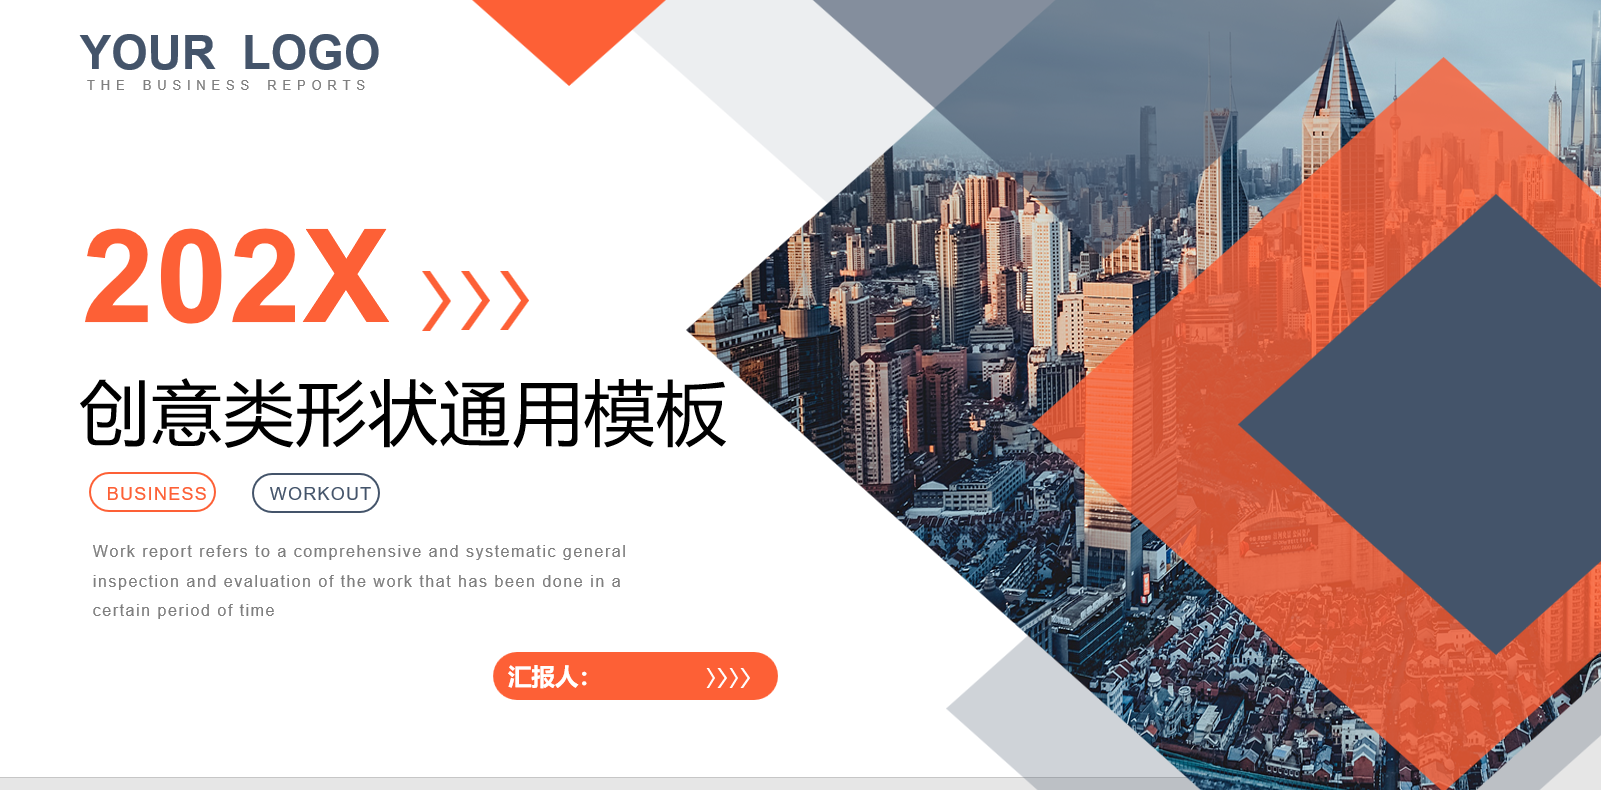 YOUR LOGO
THE BUSINESS REPORTS
202X
创意类形状通用模板
BUSINESS
WORKOUT
Work report refers to a comprehensive and systematic general
inspection and evaluation of the work that has been done in a
certain period of time
汇报人：